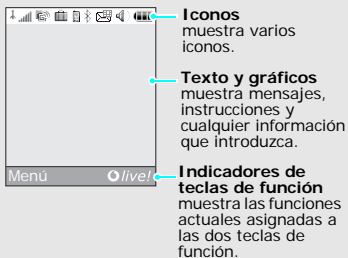 Iconos
muestra varios
iconos.
Texto y gráficos
muestra mensajes,
instrucciones y
cualquier información
que introduzca.
Menú live!
Indicadores de
teclas de función
muestra las funciones
actuales asignadas a
las dos teclas de
función.